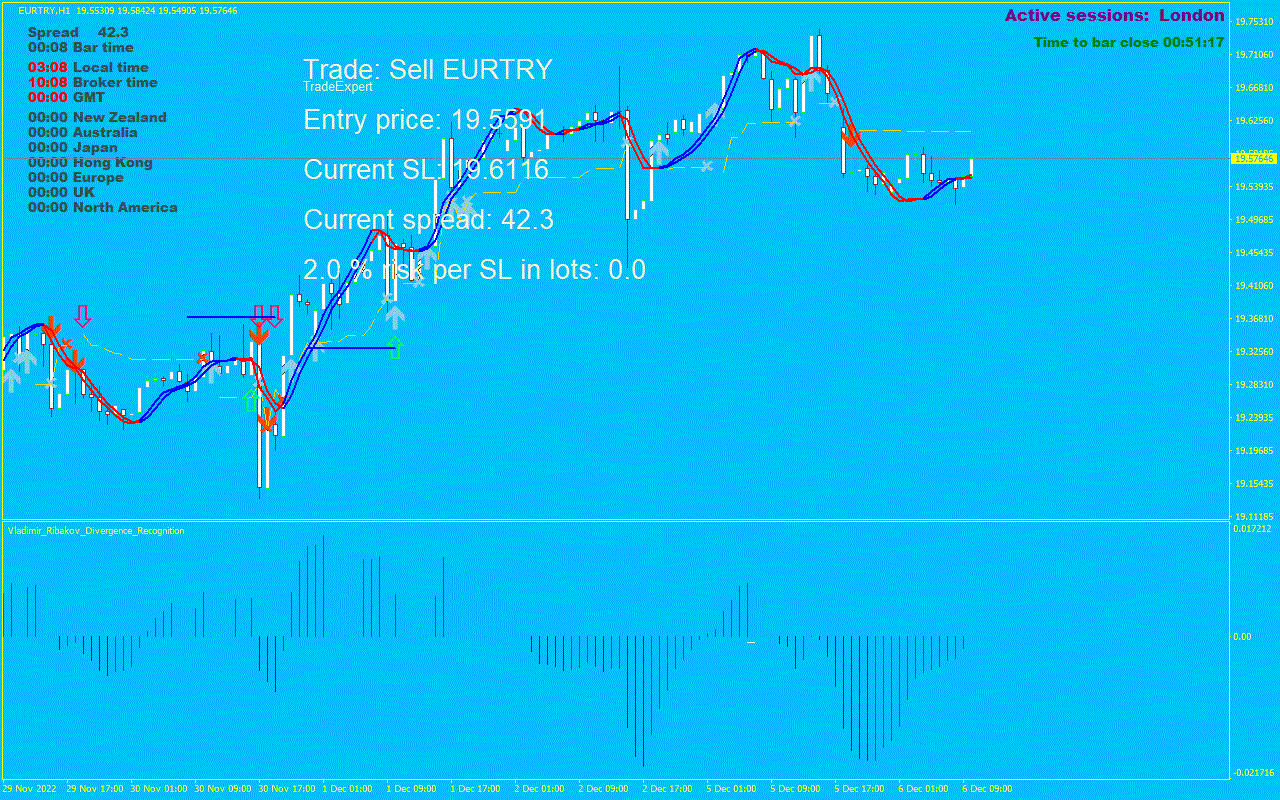 EURTRY,H1 19.55309 19.58424 19.54905 19.57646
Active sessions: London
Time to bar close 00:51:17
Spread 42.3
00:08 Bar time
03:08 Local time
10:08 Broker time
00:00 GMT
00:00 New Zealand
00:00 Australia
00:00 Japan
00:00 Hong Kong
00:00 Europe
00:00 UK
00:00 North America
Trade: Sell EURTRY
TradeExpert
Entry price: 19.5591
Current SL: 19.6116
Current spread: 42.3
2.0 % risk per SL in lots: 0.0
19.75310
19.71060
19.66810
19.62560
19.57646
19.53935
19.49685
19.45435
19.41060
19.36810
19.32560
19.28310
19.23935
19.19685
19.15435
19.11185
Vladimir_Ribakov_Divergence_Recognition
0.017212
0.00
-0.021716
29 Nov 2022
29 Nov 17:00
30 Nov 01:00
30 Nov 09:00
30 Nov 17:00
1 Dec 01:00
1 Dec 09:00
1 Dec 17:00
2 Dec 01:00
2 Dec 09:00
2 Dec 17:00
5 Dec 01:00
5 Dec 09:00
5 Dec 17:00
6 Dec 01:00
6 Dec 09:00